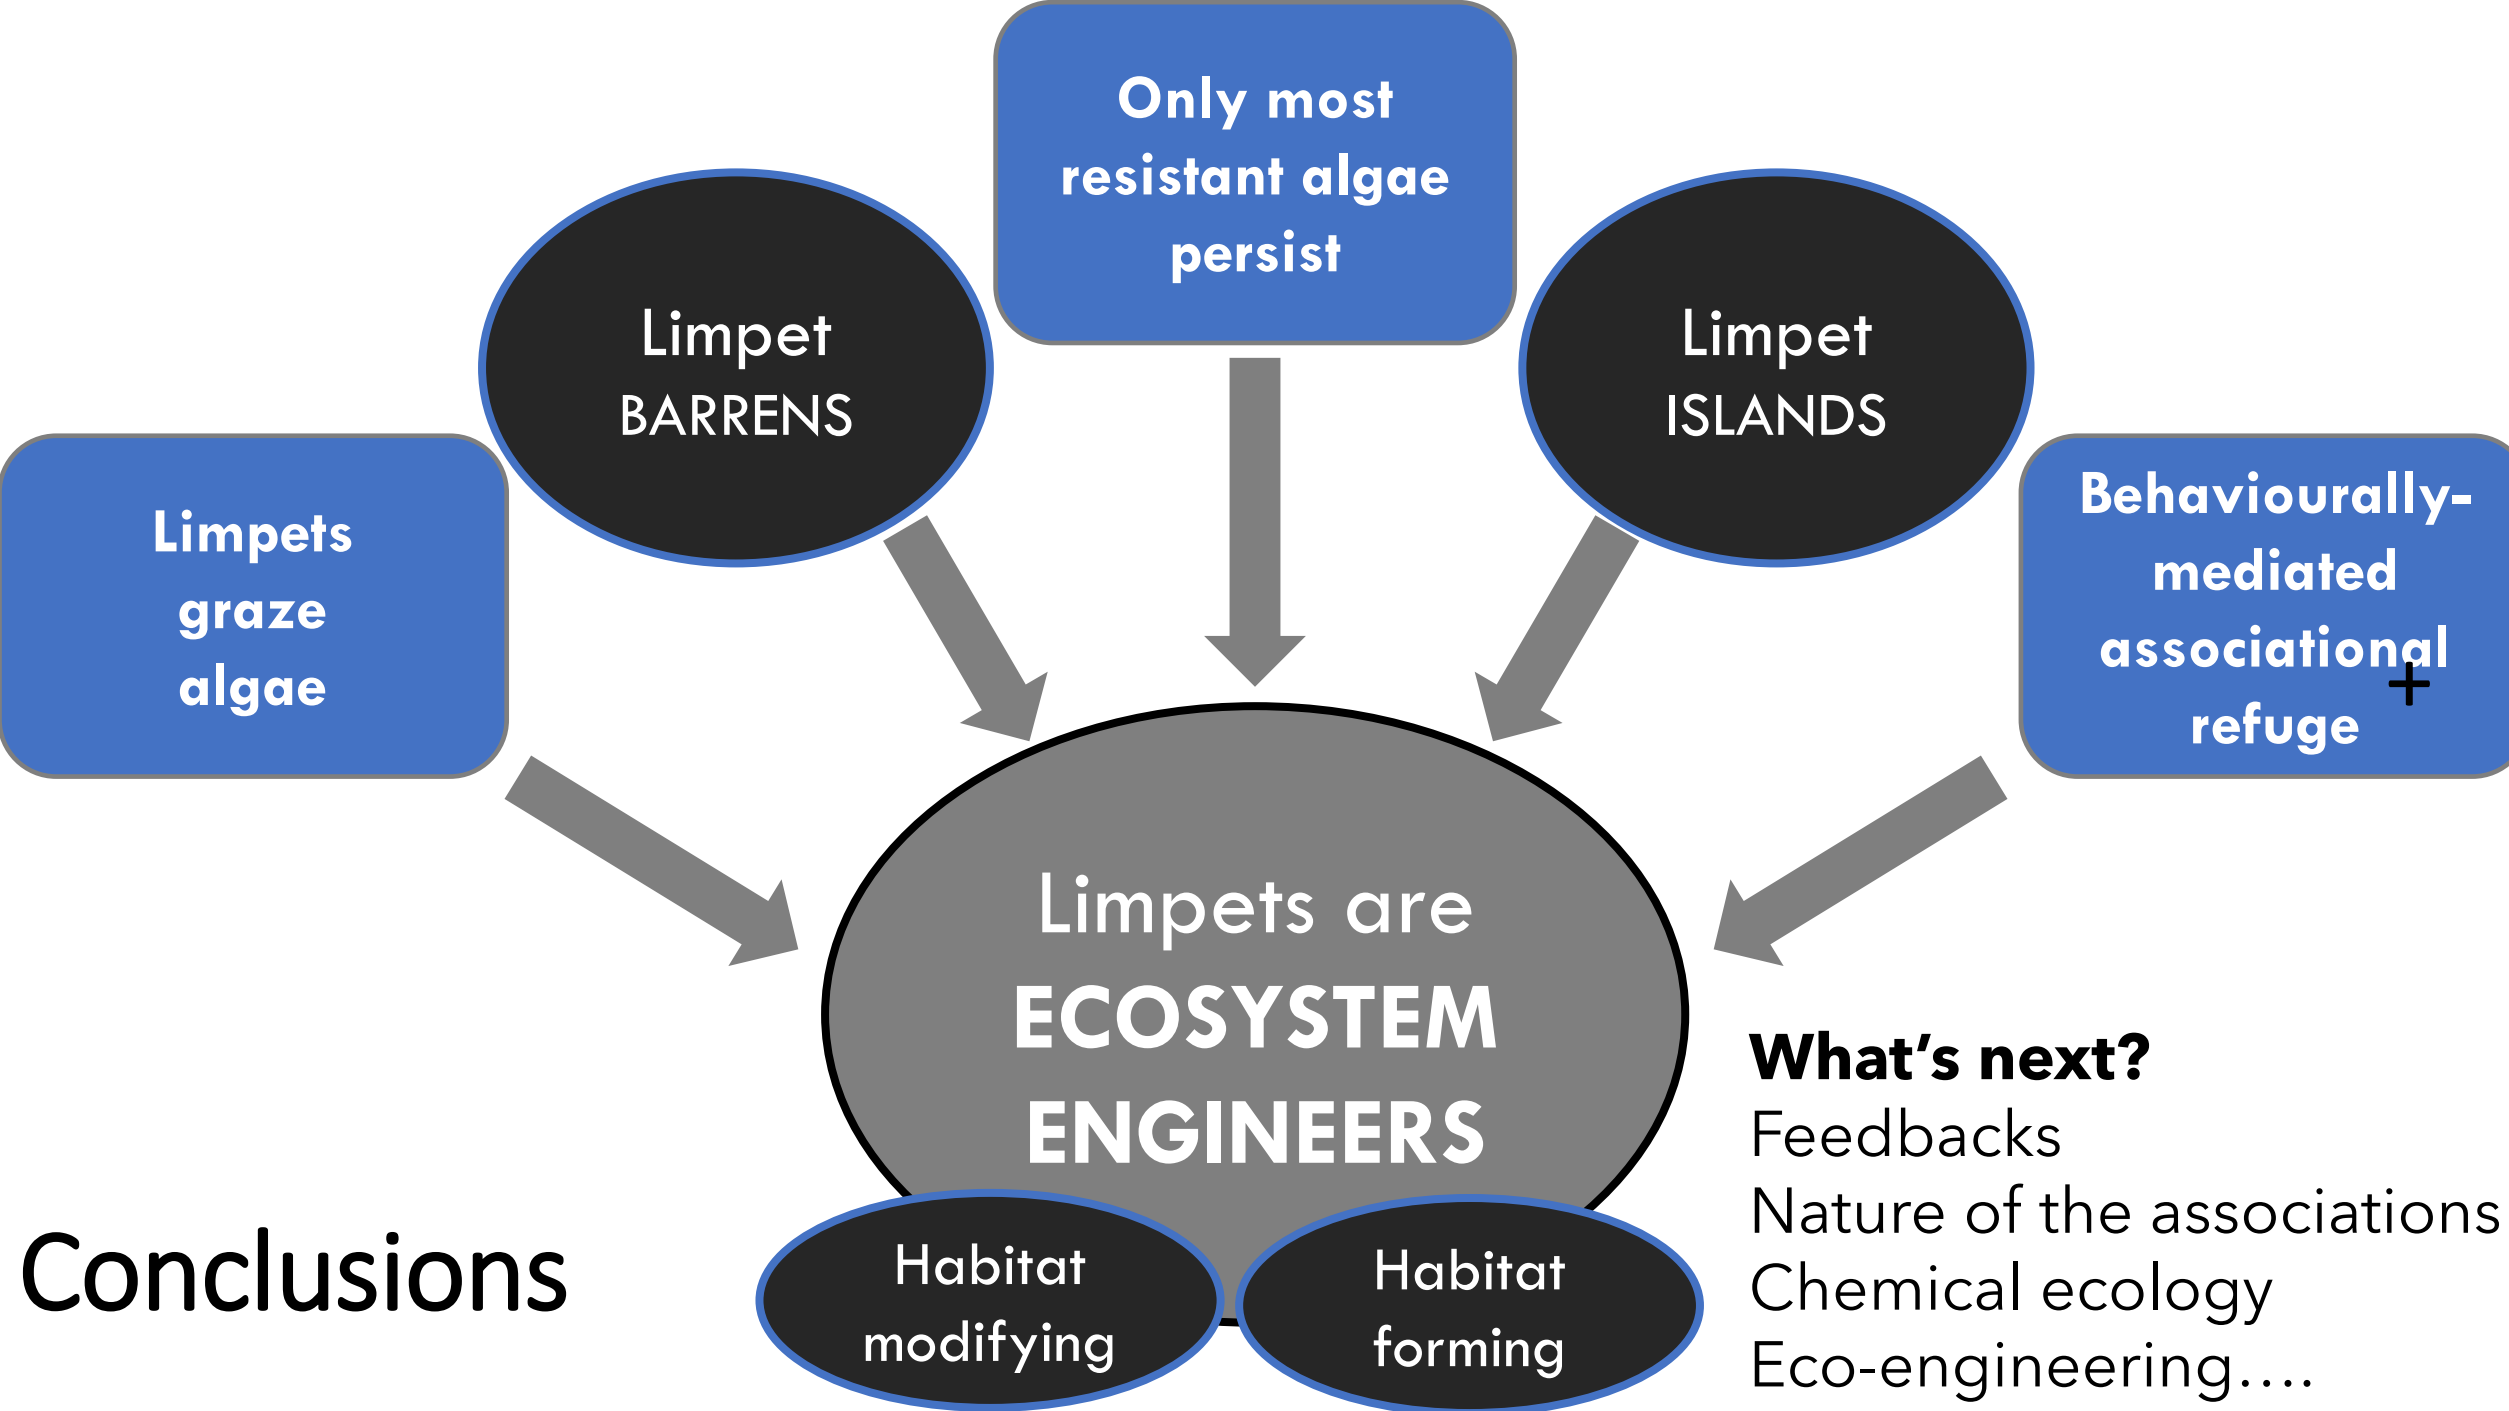 Only most
resistant algae
persist
Limpet
BARRENS
Limpet
ISLANDS
Limpets
graze
algae
Behaviourally-
mediated
associational
+
refuge
Limpets are
ECOSYSTEM
ENGINEERS
Habitat
modifying
Habitat
forming
Conclusions
What's next?
Feedbacks
Nature of the associations
Chemical ecology
Eco-engineering....